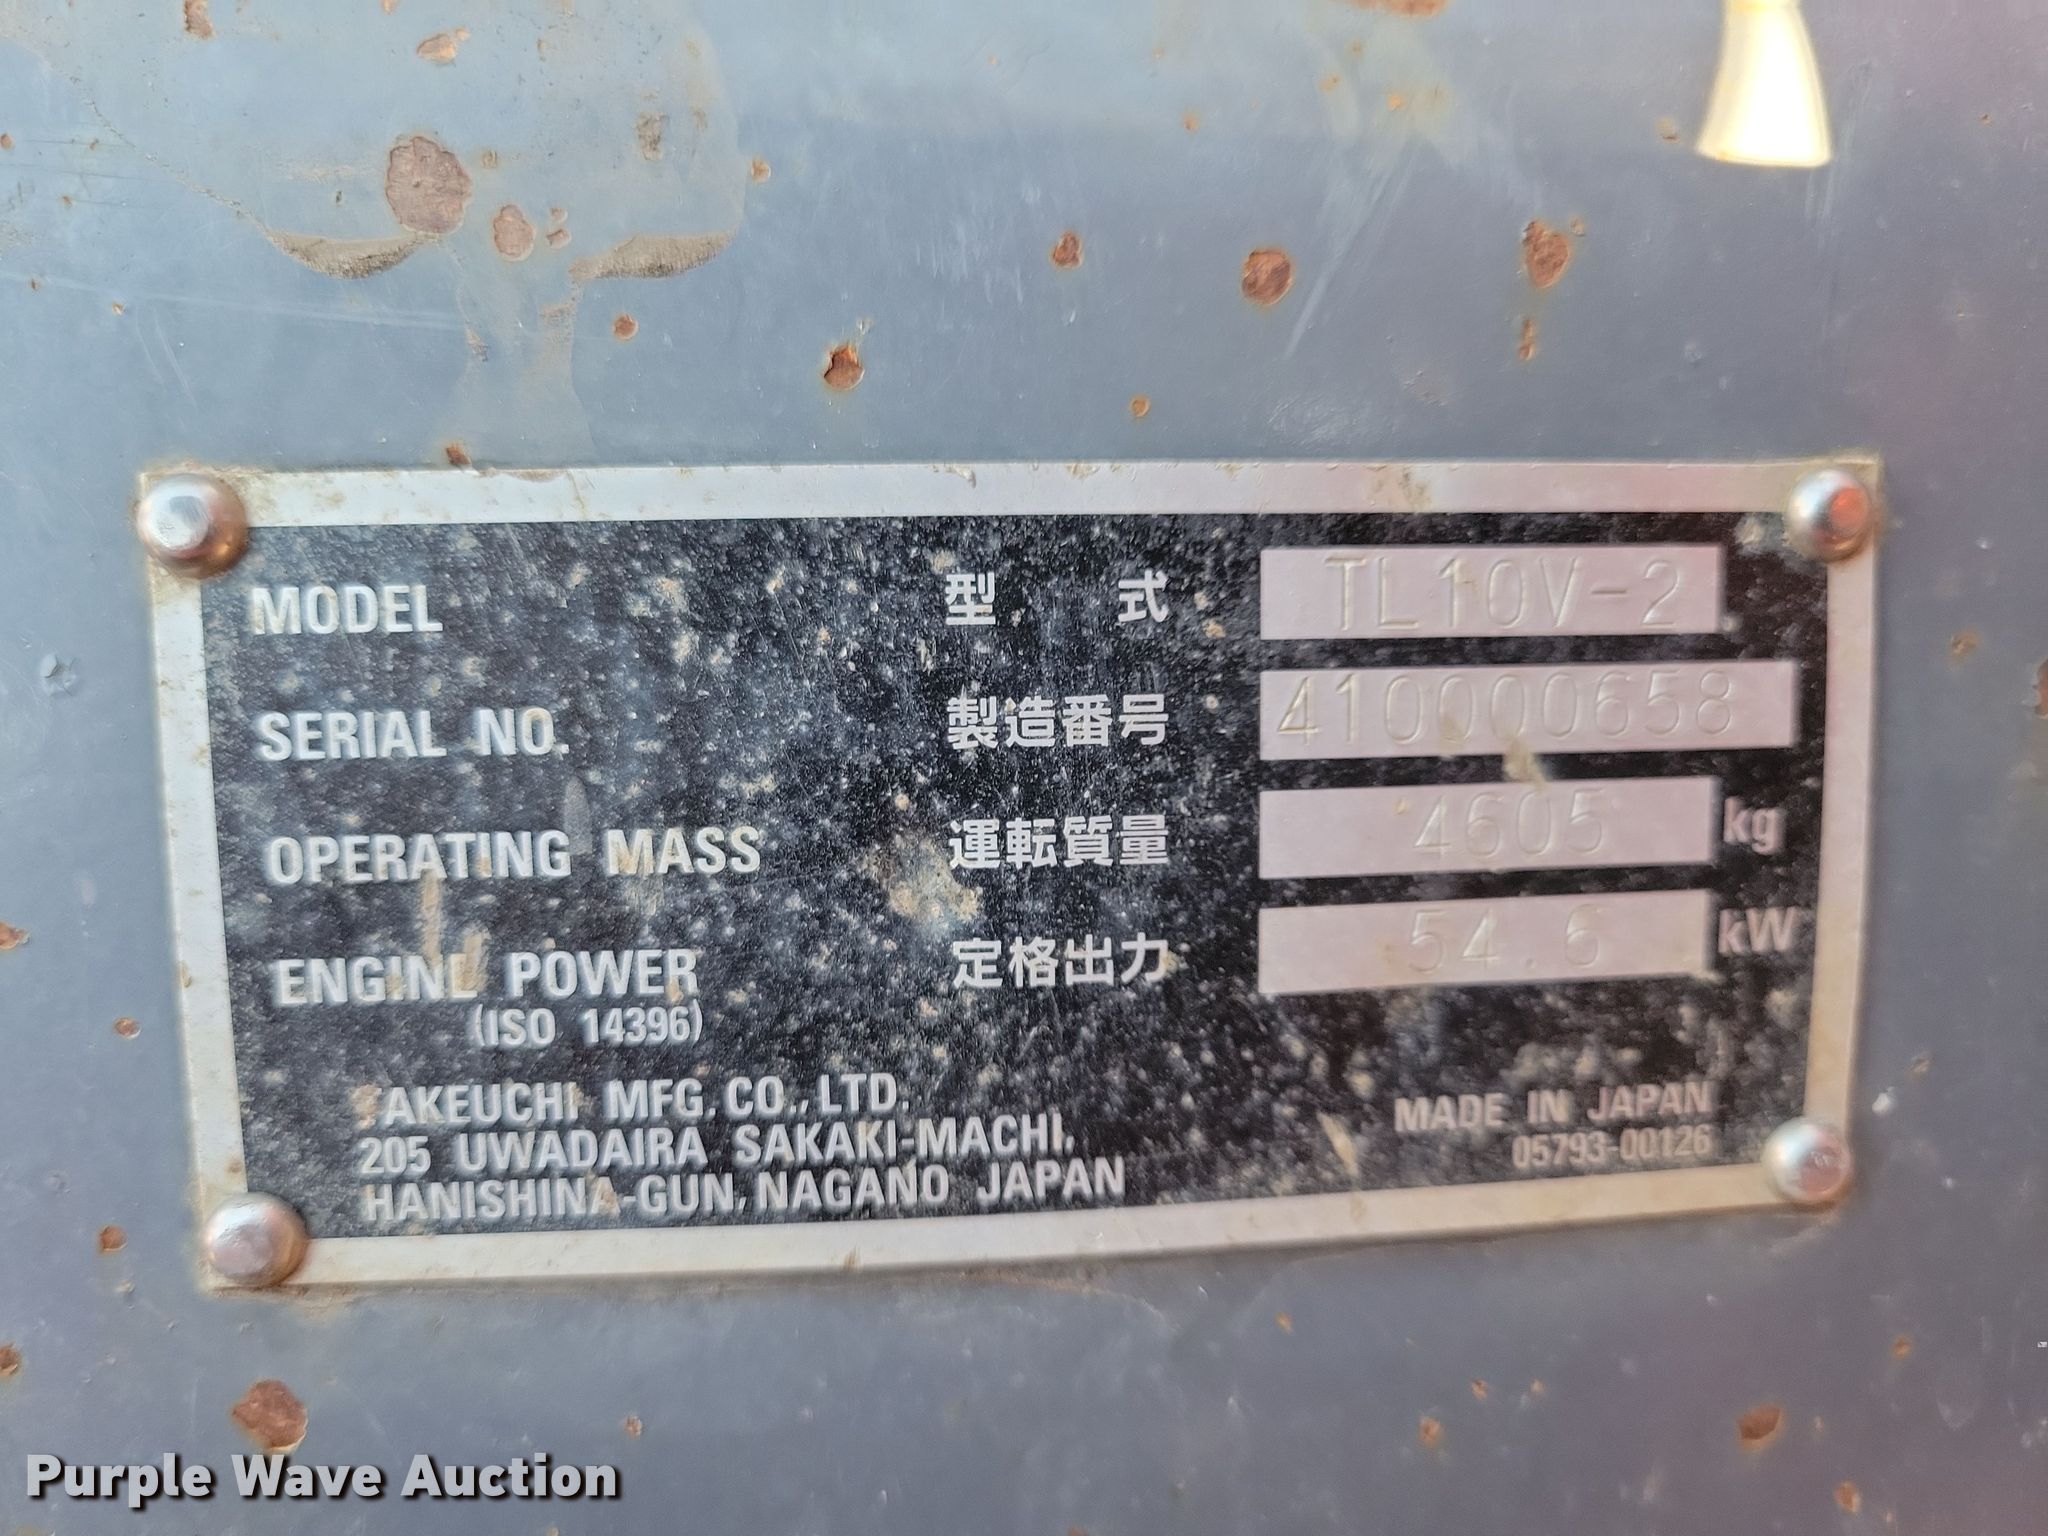 MODEL 型 式 TL10V-2
SERIAL NO. 製造番号 410000658
OPERATING MASS 運転質量 4605 kg
ENGINE POWER 定格出力 54.6 kW
(ISO 14396)
TAKEUCHI MFG. CO., LTD.
205 UWADAIRA SAKAKI-MACHI,
HANISHINA-GUN, NAGANO JAPAN
MADE IN JAPAN
05793-00126
Purple Wave Auction